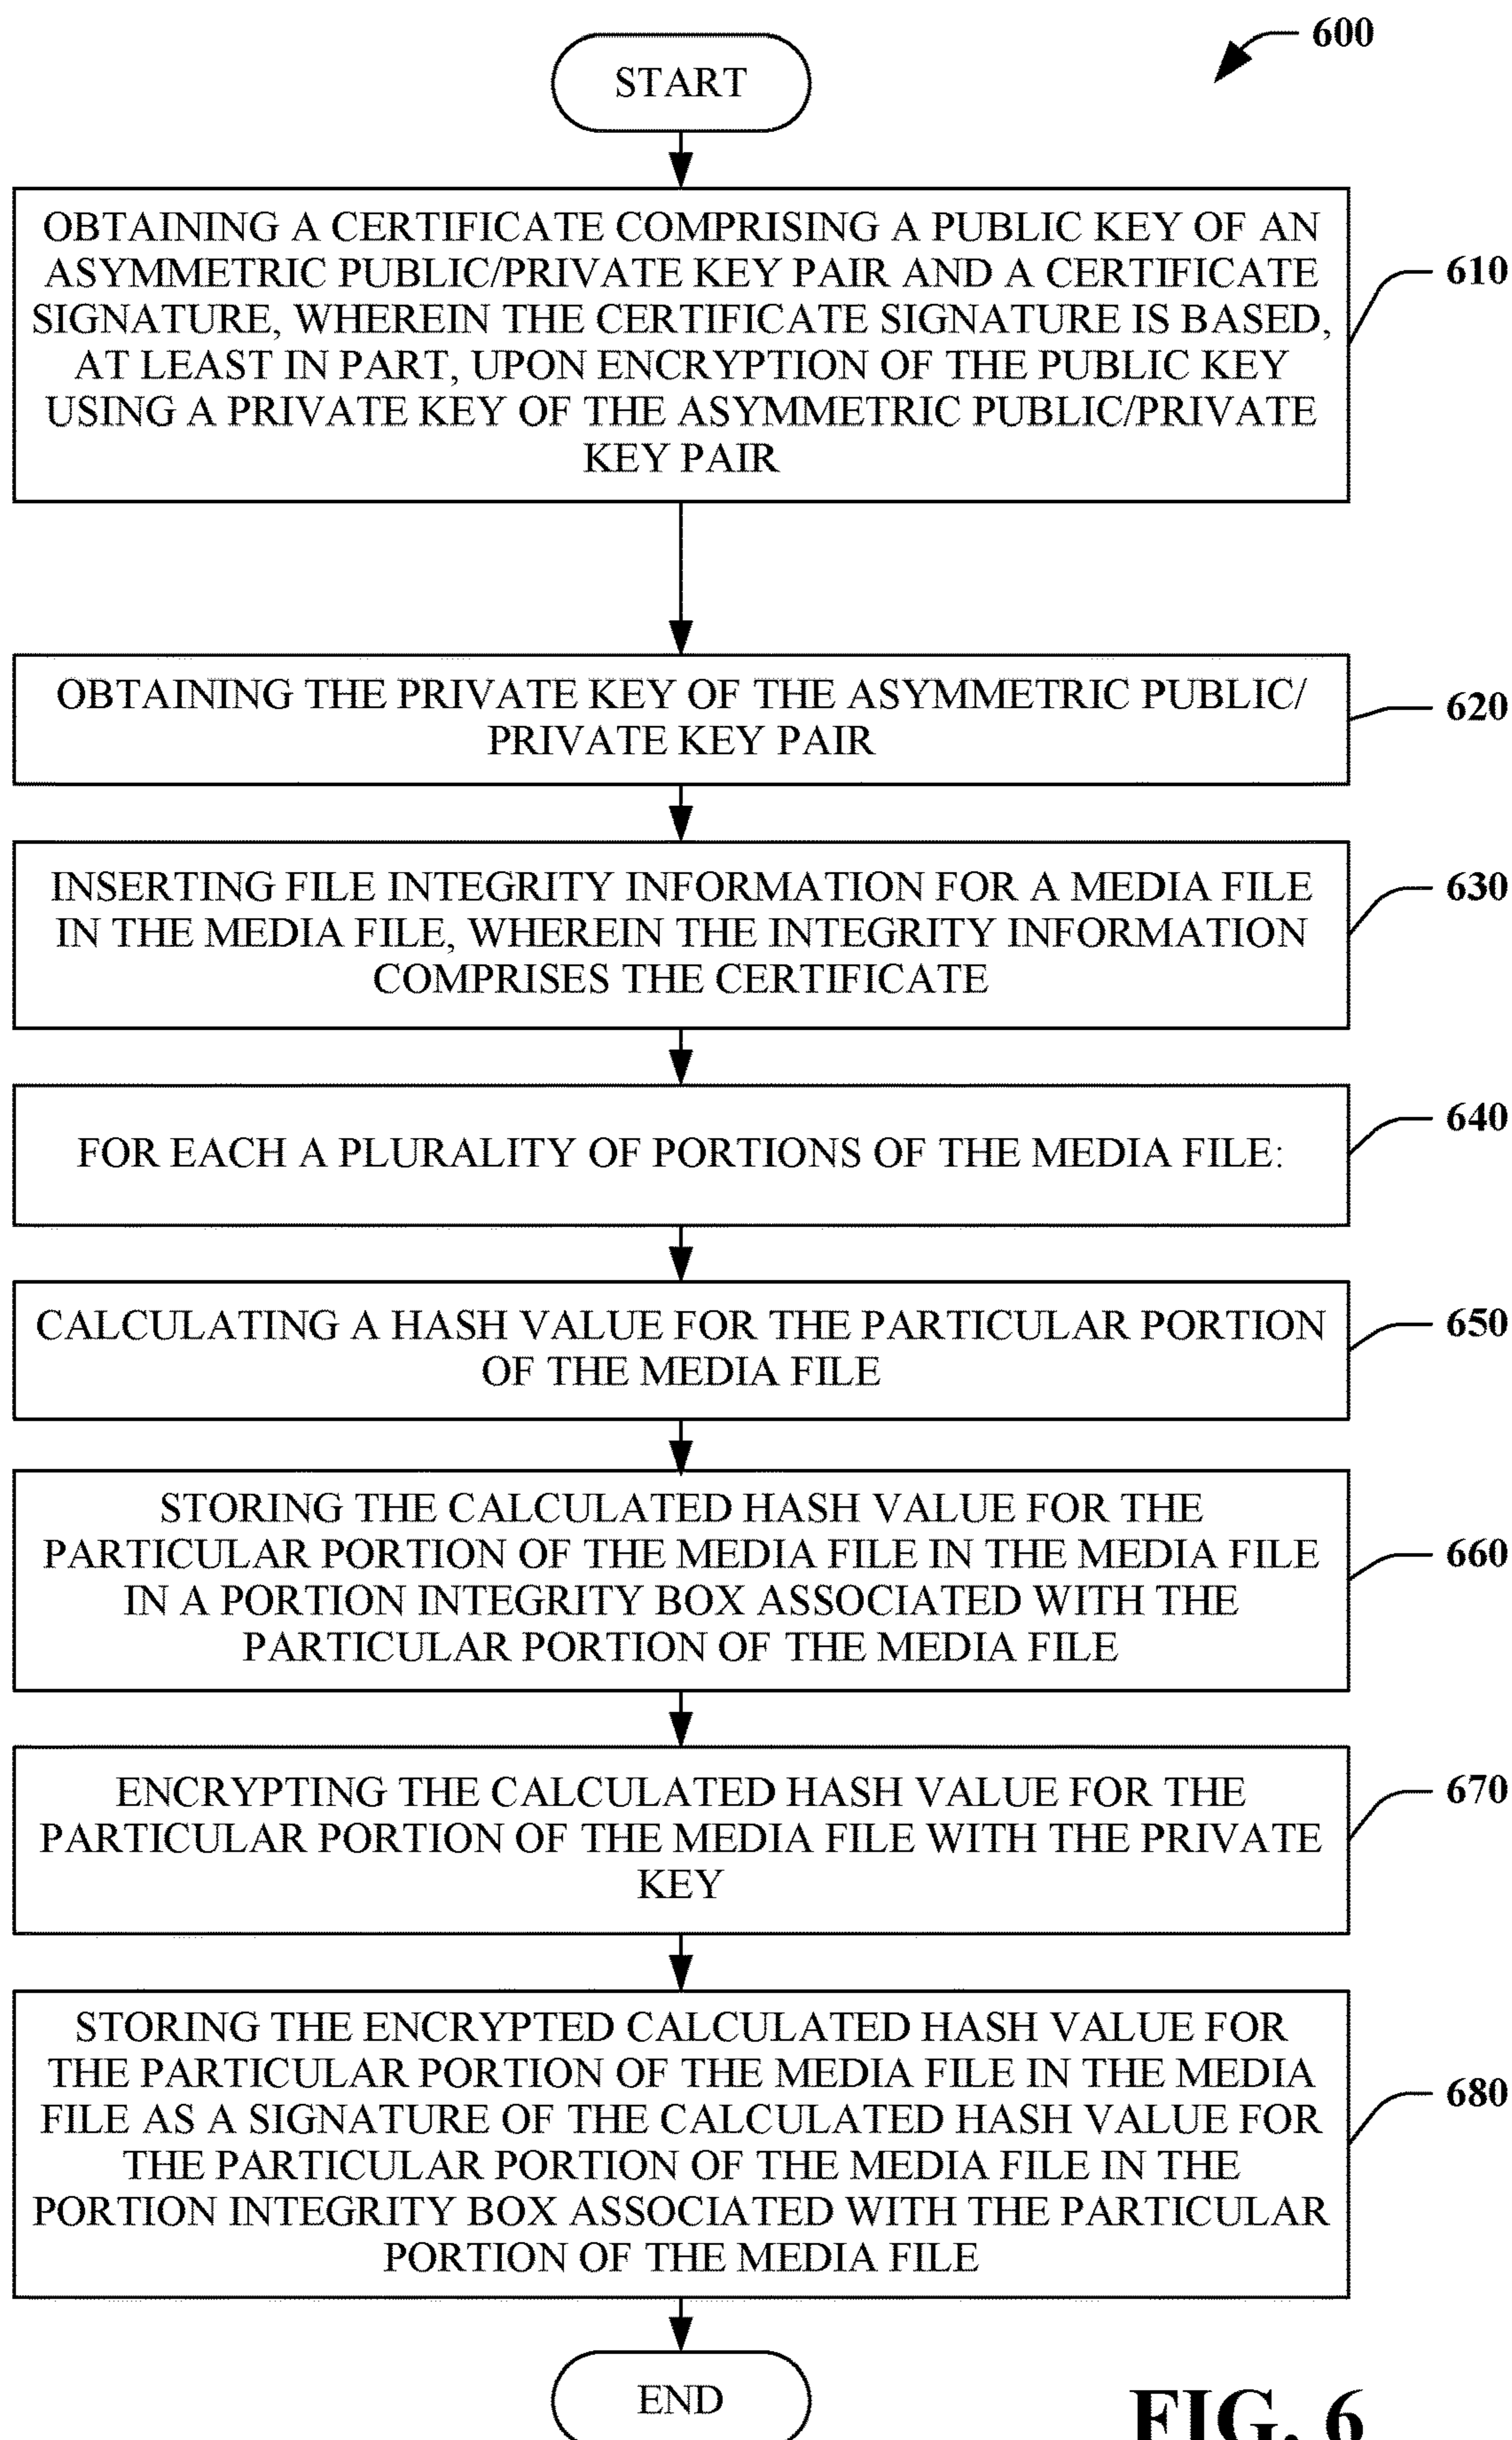 600
START
OBTAINING A CERTIFICATE COMPRISING A PUBLIC KEY OF AN
ASYMMETRIC PUBLIC/PRIVATE KEY PAIR AND A CERTIFICATE
SIGNATURE, WHEREIN THE CERTIFICATE SIGNATURE IS BASED,
AT LEAST IN PART, UPON ENCRYPTION OF THE PUBLIC KEY
USING A PRIVATE KEY OF THE ASYMMETRIC PUBLIC/PRIVATE
KEY PAIR
610
OBTAINING THE PRIVATE KEY OF THE ASYMMETRIC PUBLIC/
PRIVATE KEY PAIR
620
INSERTING FILE INTEGRITY INFORMATION FOR A MEDIA FILE
IN THE MEDIA FILE, WHEREIN THE INTEGRITY INFORMATION
COMPRISES THE CERTIFICATE
630
FOR EACH A PLURALITY OF PORTIONS OF THE MEDIA FILE:
640
CALCULATING A HASH VALUE FOR THE PARTICULAR PORTION
OF THE MEDIA FILE
650
STORING THE CALCULATED HASH VALUE FOR THE
PARTICULAR PORTION OF THE MEDIA FILE IN THE MEDIA FILE
IN A PORTION INTEGRITY BOX ASSOCIATED WITH THE
PARTICULAR PORTION OF THE MEDIA FILE
660
ENCRYPTING THE CALCULATED HASH VALUE FOR THE
PARTICULAR PORTION OF THE MEDIA FILE WITH THE PRIVATE
KEY
670
STORING THE ENCRYPTED CALCULATED HASH VALUE FOR
THE PARTICULAR PORTION OF THE MEDIA FILE IN THE MEDIA
FILE AS A SIGNATURE OF THE CALCULATED HASH VALUE FOR
THE PARTICULAR PORTION OF THE MEDIA FILE IN THE
PORTION INTEGRITY BOX ASSOCIATED WITH THE PARTICULAR
PORTION OF THE MEDIA FILE
680
END
FIG. 6